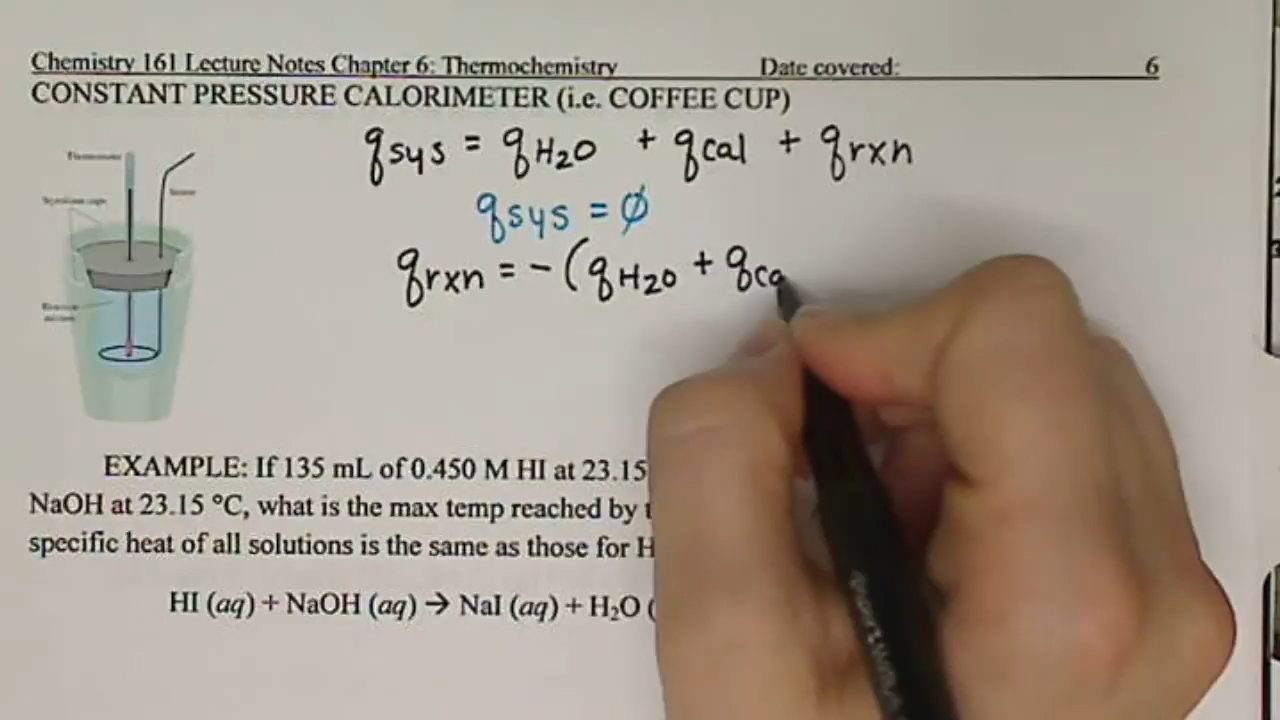 Chemistry 161 Lecture Notes Chapter 6: Thermochemistry Date covered: 6
CONSTANT PRESSURE CALORIMETER (i.e. COFFEE CUP)
qsys = qH₂O + qcal + qrxn
qsys = ∅
qrxn = -(qH₂O + qca
Thermometer
EXAMPLE: If 135 mL of 0.450 M HI at 23.15
NaOH at 23.15 °C, what is the max temp reached by
specific heat of all solutions is the same as those for H
HI (aq) + NaOH (aq) → NaI (aq) + H₂O (